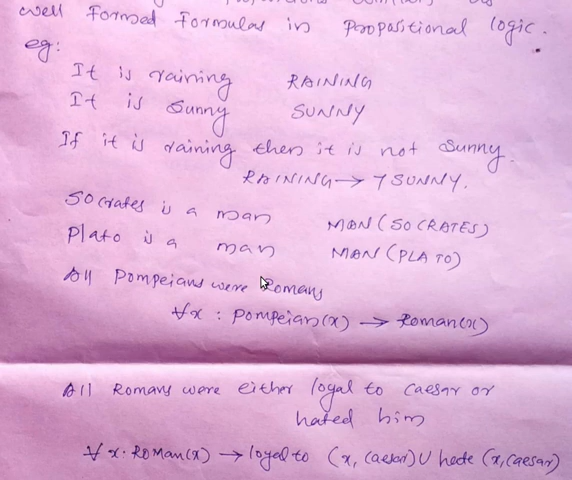 well formed formulas in propositional logic.
eg:
It is raining RAINING
It is sunny SUNNY
If it is raining then it is not sunny.
RAINING → ¬ SUNNY.
Socrates is a man MAN(SOCRATES)
Plato is a man MAN(PLATO)
All Pompeians were Romans
∀x : Pompeian(x) → Roman(x)
All Romans were either loyal to caesar or
hated him
∀ x: Roman(x) → loyal to (x, caesar) ∪ hate (x, caesar)